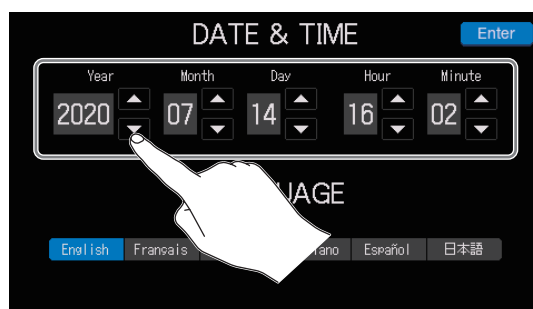 DATE & TIME Enter
Year Month Day Hour Minute
2020 07 14 16 02
UAGE
English Français ano Español 日本語